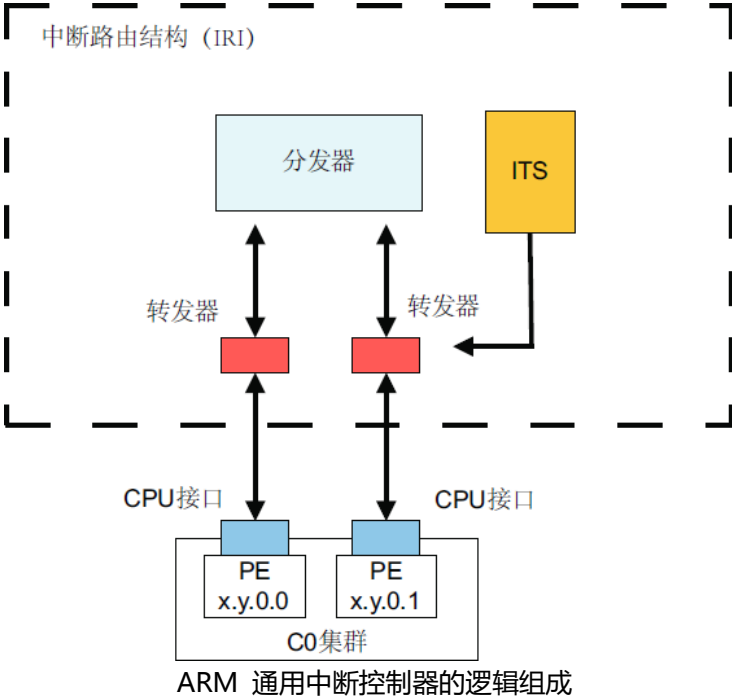 中断路由结构（IRI）
分发器
ITS
转发器
转发器
CPU接口
CPU接口
PE
x.y.0.0
PE
x.y.0.1
C0集群
ARM 通用中断控制器的逻辑组成